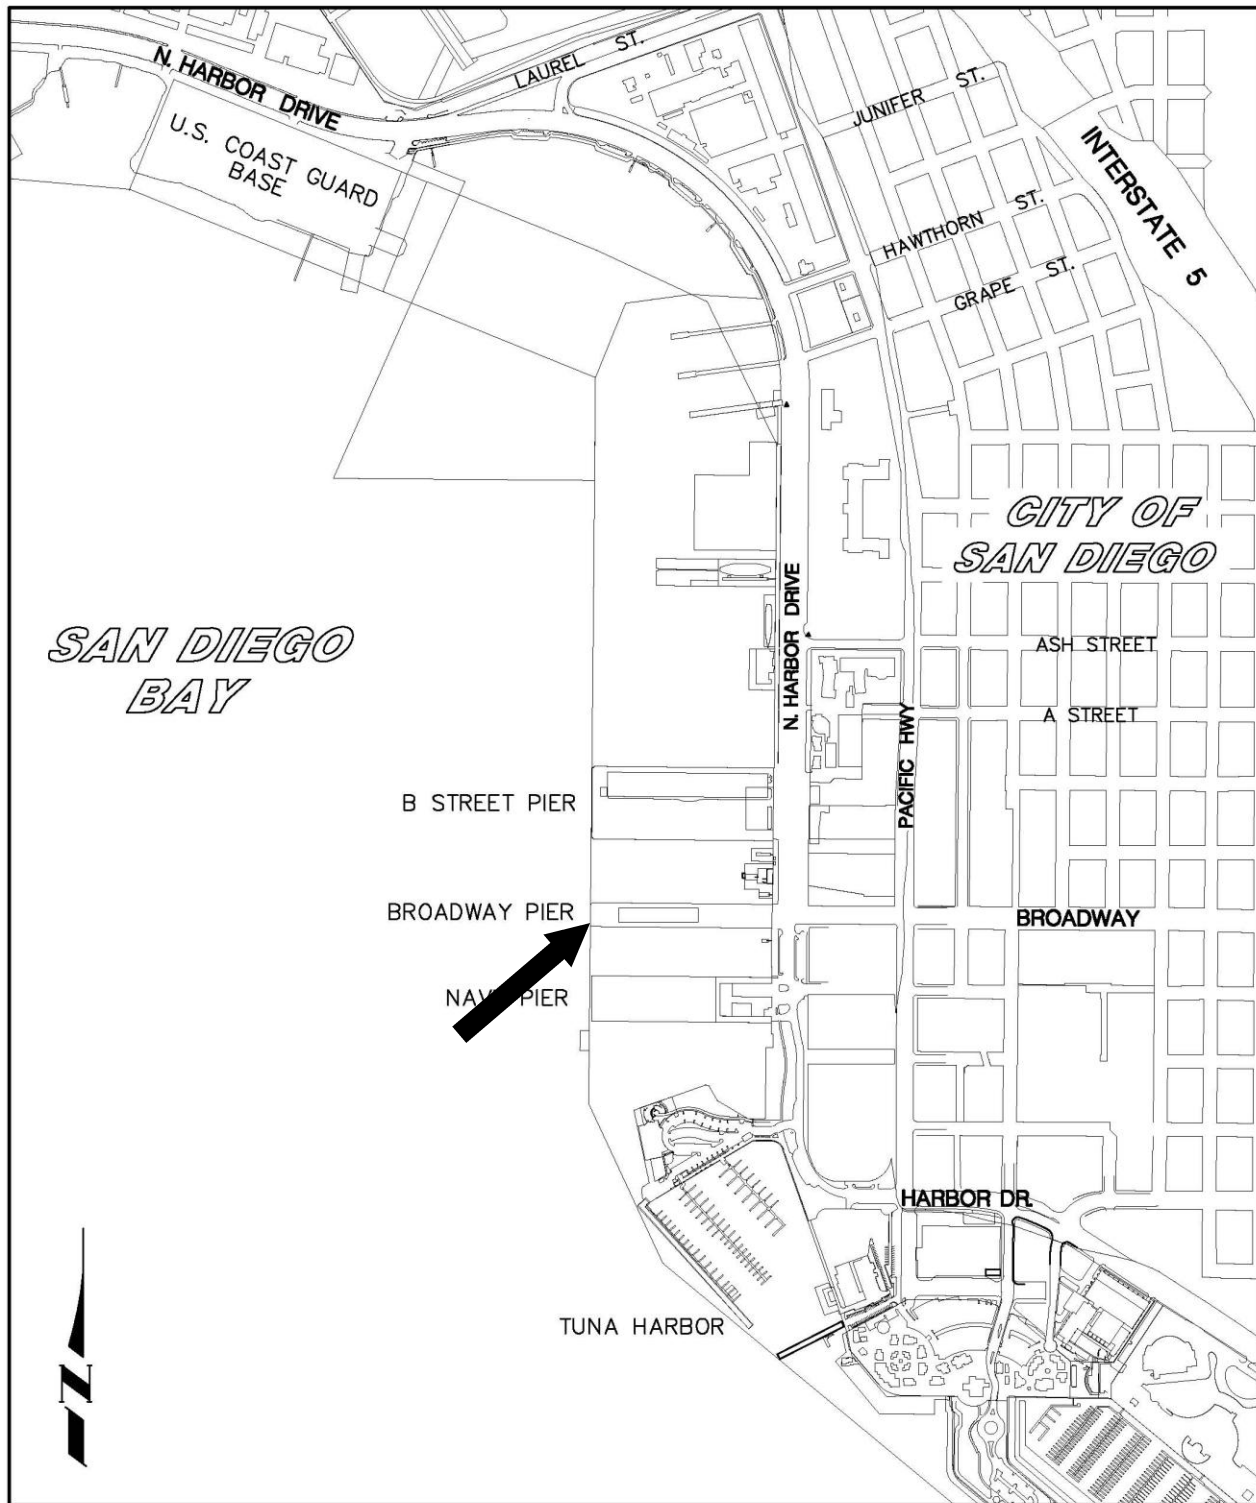 N. HARBOR DRIVE
LAUREL ST.
JUNIFER ST.
U.S. COAST GUARD
BASE
INTERSTATE 5
HAWTHORN ST.
GRAPE ST.
CITY OF
SAN DIEGO
SAN DIEGO
BAY
N. HARBOR DRIVE
ASH STREET
A STREET
PACIFIC HWY
B STREET PIER
BROADWAY PIER
BROADWAY
NAVY PIER
HARBOR DR.
TUNA HARBOR
N